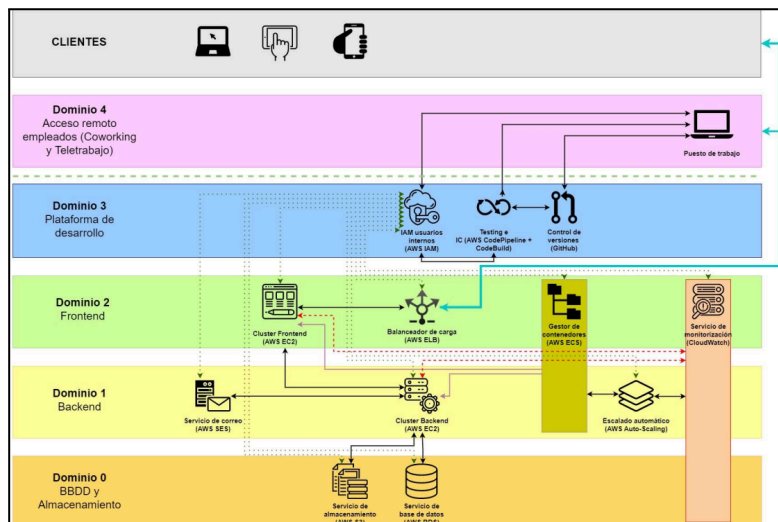 CLIENTES
Dominio 4
Acceso remoto
empleados (Coworking
y Teletrabajo)
Puesto de trabajo
Dominio 3
Plataforma de
desarrollo
IAM usuarios
internos
(AWS IAM)
Testing e
IC (AWS CodePipeline +
CodeBuild)
Control de
versiones
(GitHub)
Dominio 2
Frontend
Cluster Frontend
(AWS EC2)
Balanceador de carga
(AWS ELB)
Gestor de
contenedores
(AWS ECS)
Servicio de
monitorización
(CloudWatch)
Dominio 1
Backend
Servicio de correo
(AWS SES)
Cluster Backend
(AWS EC2)
Escalado automático
(AWS Auto-Scaling)
Dominio 0
BBDD y
Almacenamiento
Servicio de
almacenamiento
(AWS S3)
Servicio de
base de datos
(AWS RDS)